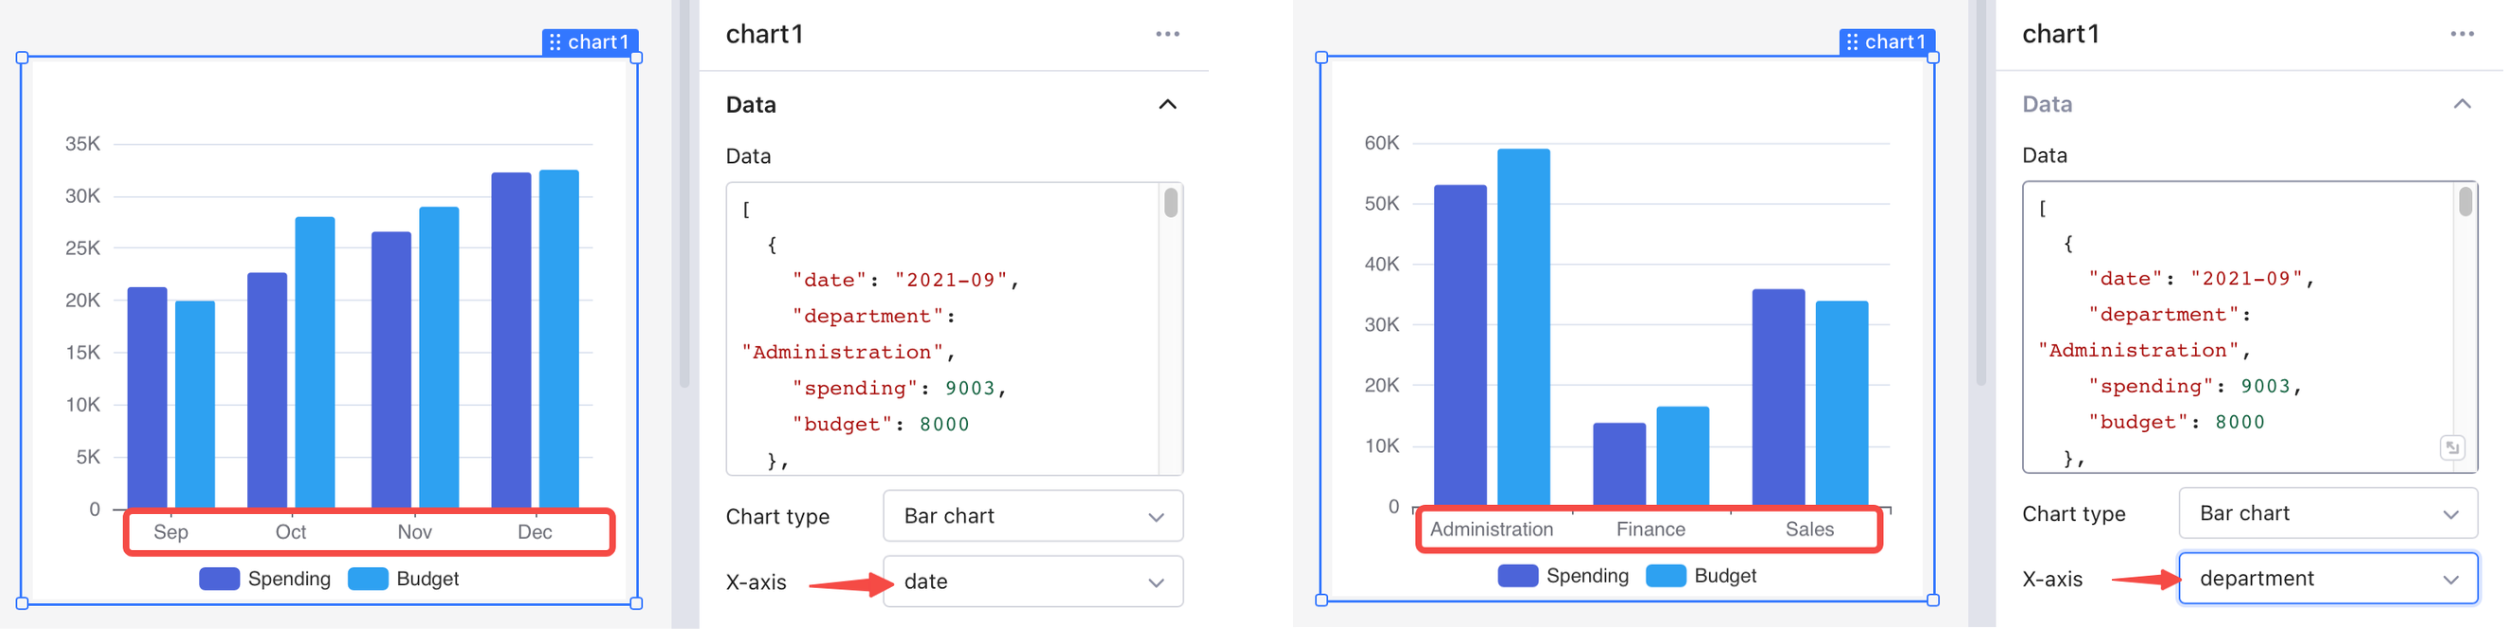 chart1
35K
30K
25K
20K
15K
10K
5K
0
Sep Oct Nov Dec
Spending Budget
chart1
Data
Data
[
{
"date": "2021-09",
"department":
"Administration",
"spending": 9003,
"budget": 8000
},
Chart type Bar chart
X-axis date
chart1
60K
50K
40K
30K
20K
10K
0
Administration Finance Sales
Spending Budget
chart1
Data
Data
[
{
"date": "2021-09",
"department":
"Administration",
"spending": 9003,
"budget": 8000
},
Chart type Bar chart
X-axis department